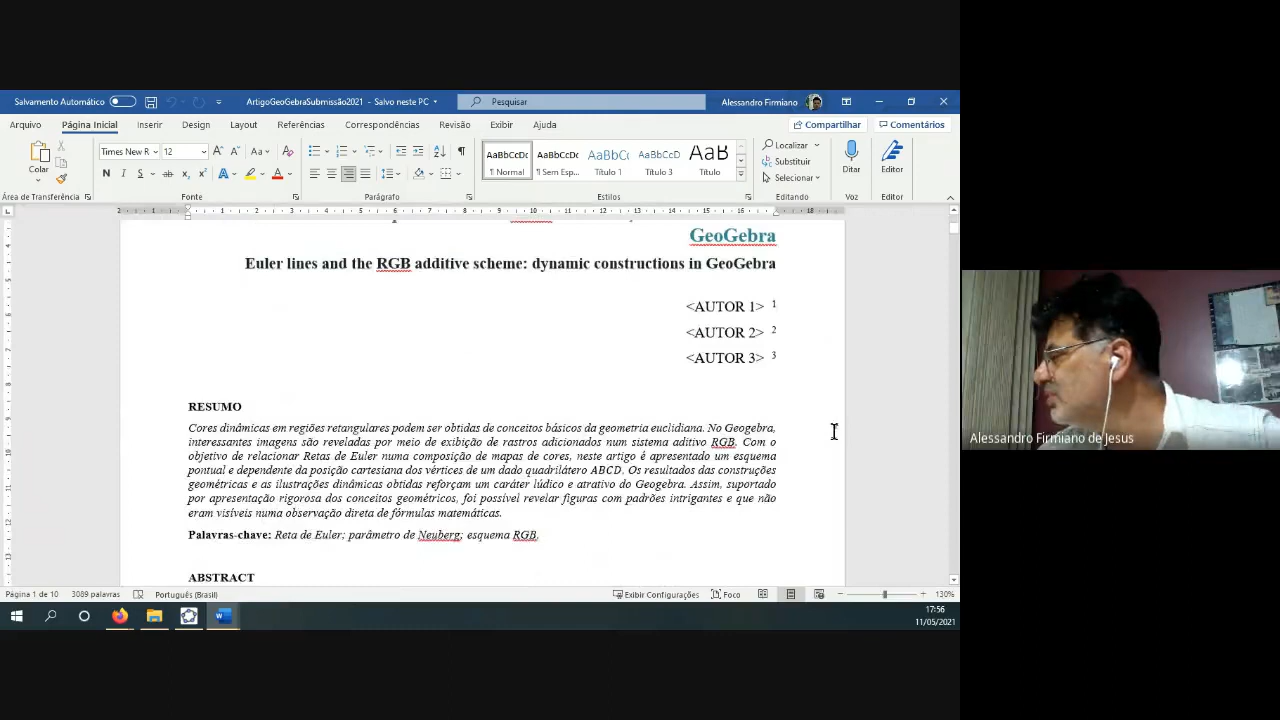 Salvamento Automático
ArtigoGeoGebraSubmissão2021 - Salvo neste PC
Pesquisar
Alessandro Firmiano
Arquivo Página Inicial Inserir Design Layout Referências Correspondências Revisão Exibir Ajuda
Compartilhar Comentários
Colar
Times New R 12
AaBbCcDc AaBbCcDc AaBbCc AaBbCcD AaB
¶ Normal ¶ Sem Esp... Título 1 Título 3 Título
Localizar
Substituir
Selecionar
Ditar
Editor
Área de Transferência Fonte Parágrafo Estilos Editando Voz Editor
GeoGebra
Euler lines and the RGB additive scheme: dynamic constructions in GeoGebra
<AUTOR 1> 1
<AUTOR 2> 2
<AUTOR 3> 3
RESUMO
Cores dinâmicas em regiões retangulares podem ser obtidas de conceitos básicos da geometria euclidiana. No Geogebra,
interessantes imagens são reveladas por meio de exibição de rastros adicionados num sistema aditivo RGB. Com o
objetivo de relacionar Retas de Euler numa composição de mapas de cores, neste artigo é apresentado um esquema
pontual e dependente da posição cartesiana dos vértices de um dado quadrilátero ABCD. Os resultados das construções
geométricas e as ilustrações dinâmicas obtidas reforçam um caráter lúdico e atrativo do Geogebra. Assim, suportado
por apresentação rigorosa dos conceitos geométricos, foi possível revelar figuras com padrões intrigantes e que não
eram visíveis numa observação direta de fórmulas matemáticas.
Palavras-chave: Reta de Euler; parâmetro de Neuberg; esquema RGB.
ABSTRACT
Página 1 de 10 3089 palavras Português (Brasil) Exibir Configurações Foco 130%
17:56
11/05/2021
Alessandro Firmiano de Jesus